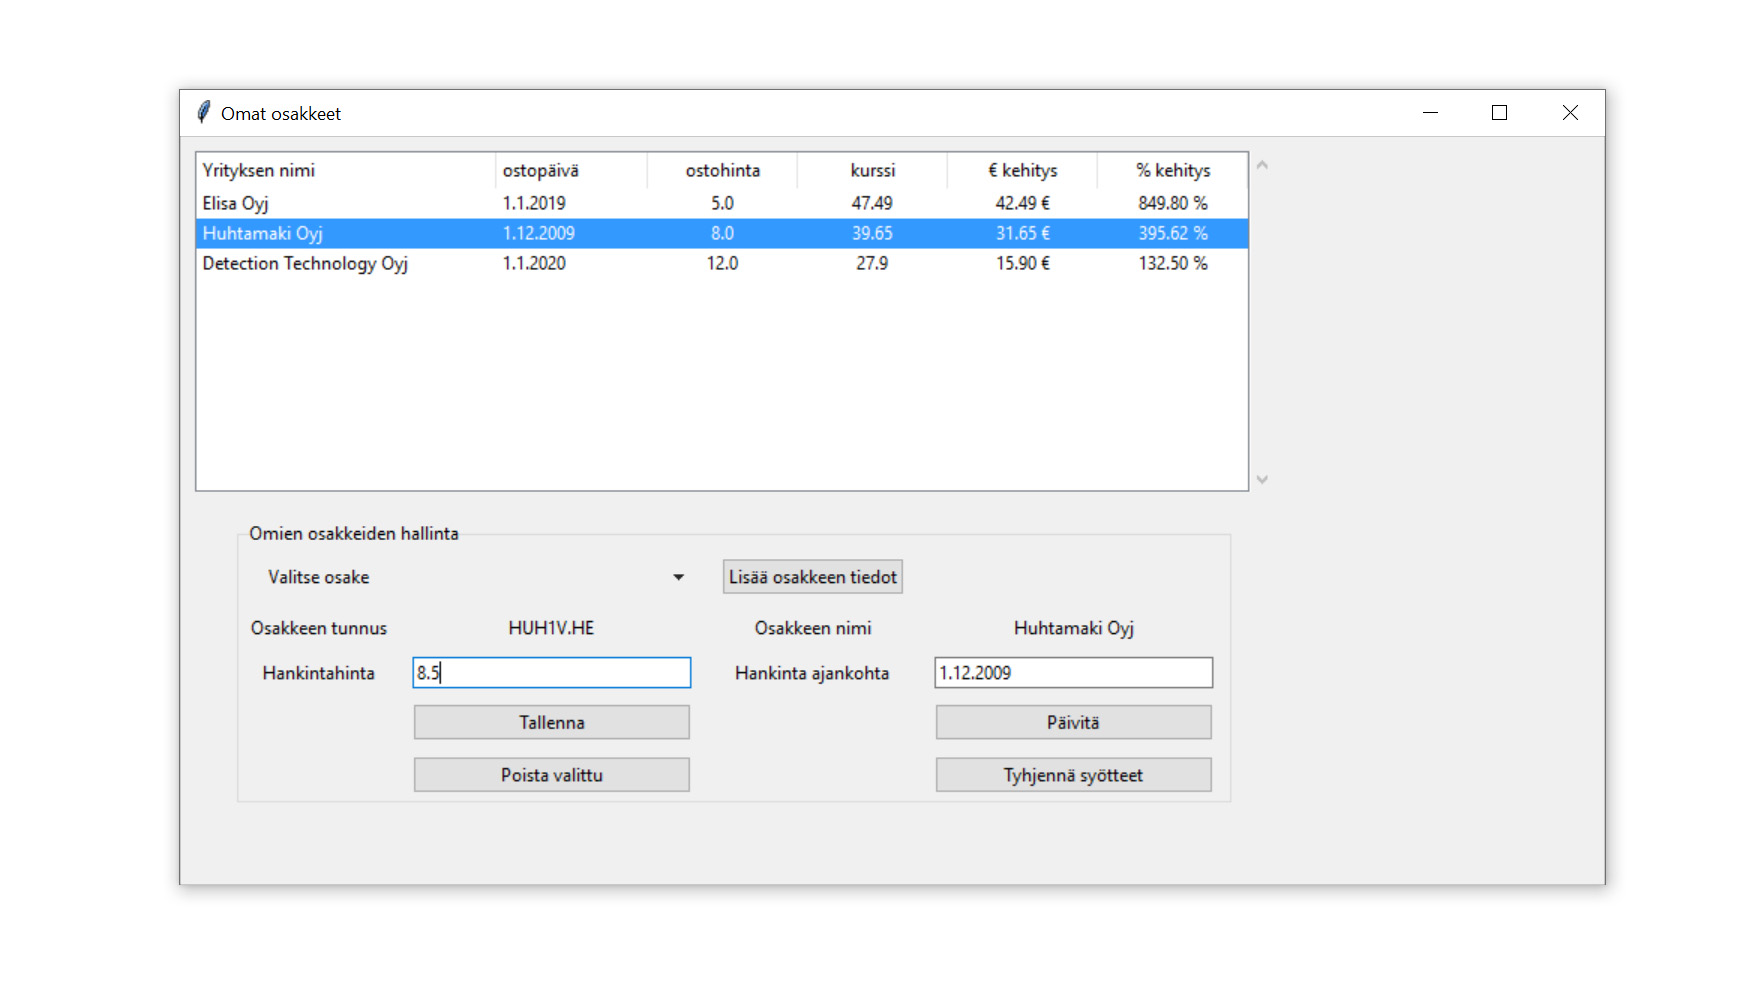 Omat osakkeet
Yrityksen nimi ostopäivä ostohinta kurssi € kehitys % kehitys
Elisa Oyj 1.1.2019 5.0 47.49 42.49 € 849.80 %
Huhtamaki Oyj 1.12.2009 8.0 39.65 31.65 € 395.62 %
Detection Technology Oyj 1.1.2020 12.0 27.9 15.90 € 132.50 %
Omien osakkeiden hallinta
Valitse osake Lisää osakkeen tiedot
Osakkeen tunnus HUH1V.HE Osakkeen nimi Huhtamaki Oyj
Hankintahinta 8.5 Hankinta ajankohta 1.12.2009
Tallenna Päivitä
Poista valittu Tyhjennä syötteet